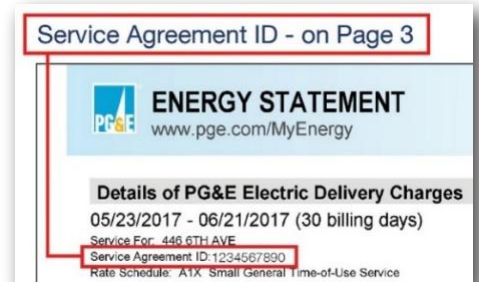 Service Agreement ID - on Page 3
PG&E
ENERGY STATEMENT
www.pge.com/MyEnergy
Details of PG&E Electric Delivery Charges
05/23/2017 - 06/21/2017 (30 billing days)
Service For: 446 6TH AVE
Service Agreement ID: 1234567890
Rate Schedule: A1X Small General Time-of-Use Service